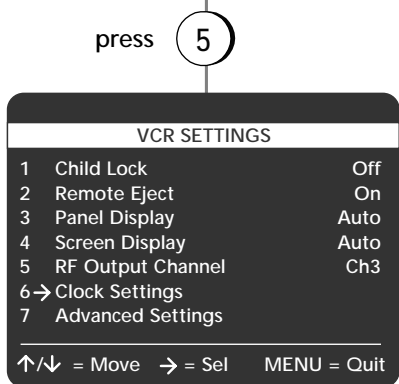 press 5
VCR SETTINGS
1 Child Lock Off
2 Remote Eject On
3 Panel Display Auto
4 Screen Display Auto
5 RF Output Channel Ch3
6→ Clock Settings
7 Advanced Settings
↑/↓ = Move → = Sel MENU = Quit